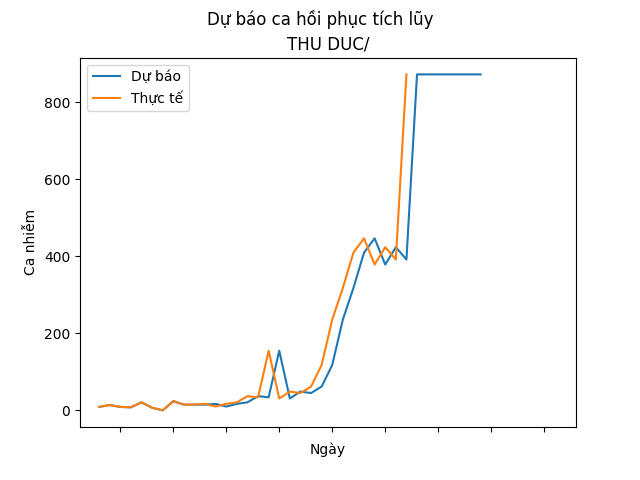 Dự báo ca hồi phục tích lũy
THU DUC/
Dự báo
Thực tế
800
600
400
200
0
Ca nhiễm
Ngày